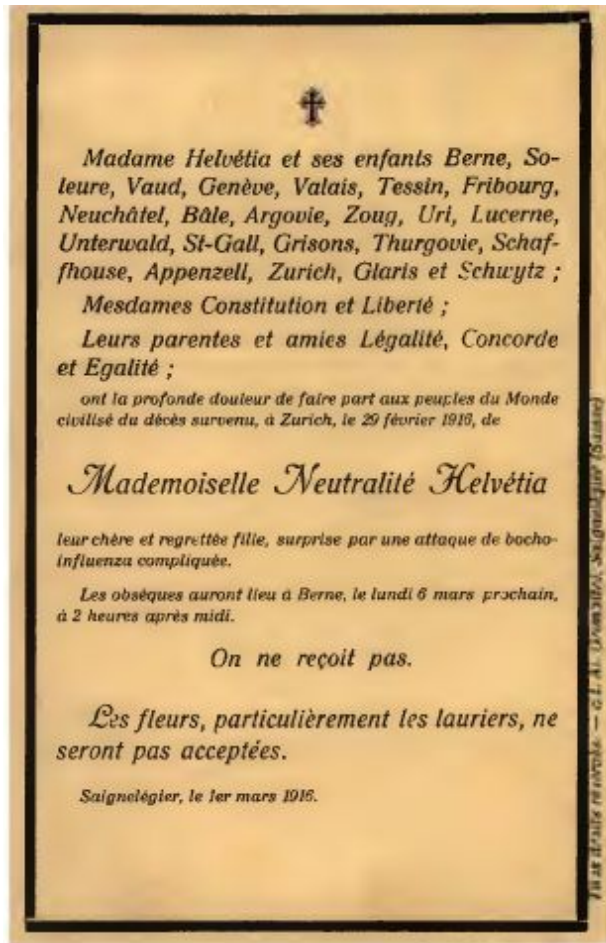 Madame Helvétia et ses enfants Berne, So-
leure, Vaud, Genève, Valais, Tessin, Fribourg,
Neuchâtel, Bâle, Argovie, Zoug, Uri, Lucerne,
Unterwald, St-Gall, Grisons, Thurgovie, Schaf-
fhouse, Appenzell, Zurich, Glaris et Schwytz ;
Mesdames Constitution et Liberté ;
Leurs parentes et amies Légalité, Concorde
et Egalité ;
ont la profonde douleur de faire part aux peuples du Monde
civilisé du décès survenu, à Zurich, le 29 février 1916, de
Mademoiselle Neutralité Helvétia
leur chère et regrettée fille, surprise par une attaque de bocho-
influenza compliquée.
Les obsèques auront lieu à Berne, le lundi 6 mars prochain,
à 2 heures après midi.
On ne reçoit pas.
Les fleurs, particulièrement les lauriers, ne
seront pas acceptées.
Saignelégier, le 1er mars 1916.
Tous droits réservés. — Saignelégier (Suisse)